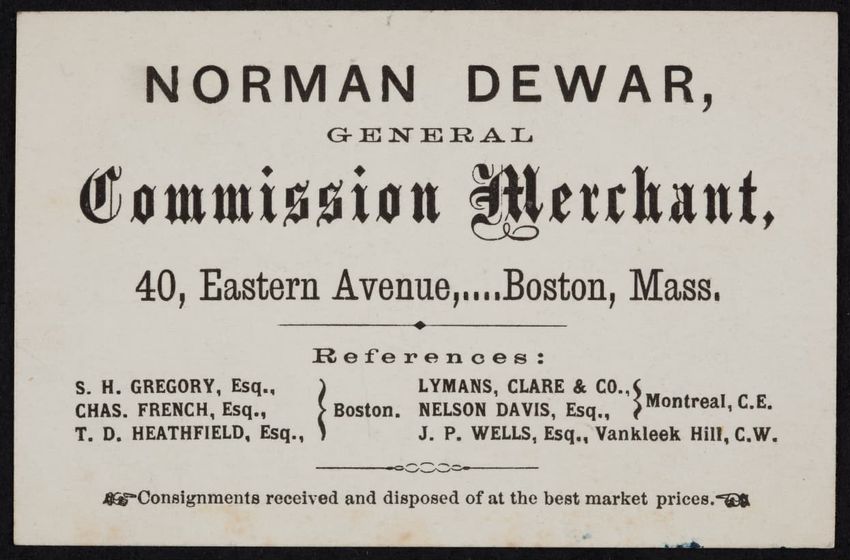 NORMAN DEWAR,
GENERAL
Commission Merchant,
40, Eastern Avenue,....Boston, Mass.
References:
S. H. GREGORY, Esq.,
CHAS. FRENCH, Esq.,
T. D. HEATHFIELD, Esq.,
Boston.
LYMANS, CLARE & CO.,
NELSON DAVIS, Esq.,
Montreal, C.E.
J. P. WELLS, Esq., Vankleek Hill, C.W.
Consignments received and disposed of at the best market prices.